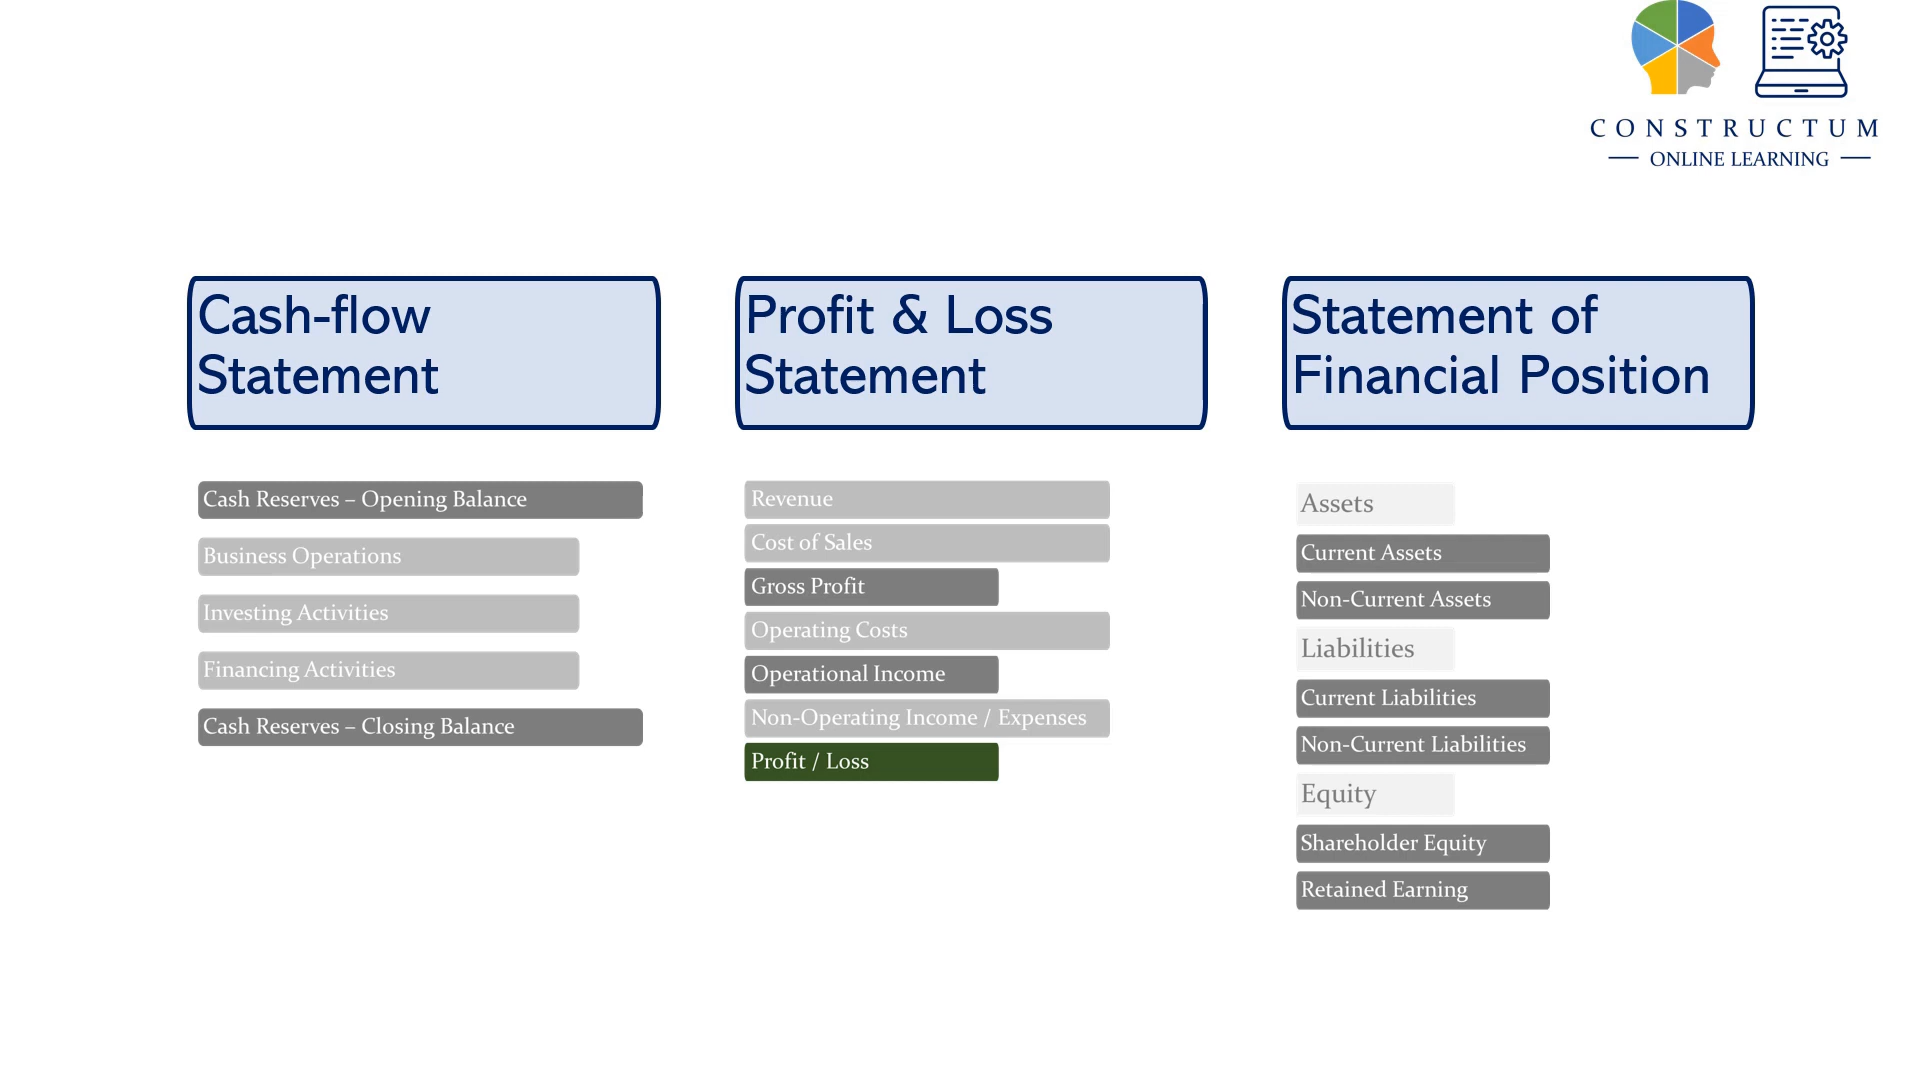 CONSTRUCTUM
ONLINE LEARNING
Cash-flow
Statement
Cash Reserves – Opening Balance
Business Operations
Investing Activities
Financing Activities
Cash Reserves – Closing Balance
Profit & Loss
Statement
Revenue
Cost of Sales
Gross Profit
Operating Costs
Operational Income
Non-Operating Income / Expenses
Profit / Loss
Statement of
Financial Position
Assets
Current Assets
Non-Current Assets
Liabilities
Current Liabilities
Non-Current Liabilities
Equity
Shareholder Equity
Retained Earning